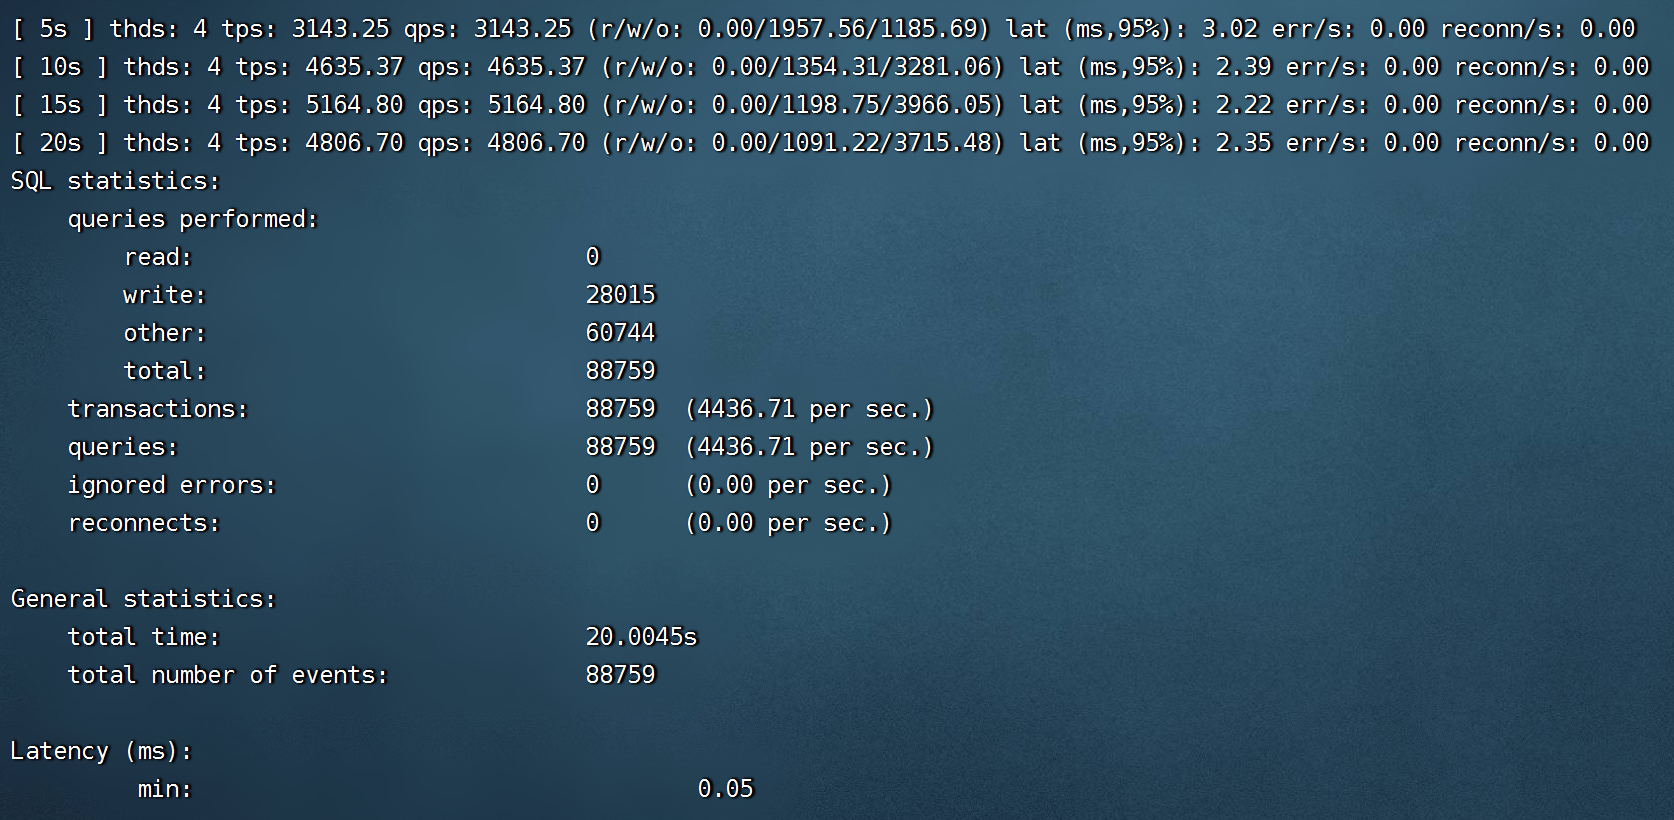 [ 5s ] thds: 4 tps: 3143.25 qps: 3143.25 (r/w/o: 0.00/1957.56/1185.69) lat (ms,95%): 3.02 err/s: 0.00 reconn/s: 0.00
[ 10s ] thds: 4 tps: 4635.37 qps: 4635.37 (r/w/o: 0.00/1354.31/3281.06) lat (ms,95%): 2.39 err/s: 0.00 reconn/s: 0.00
[ 15s ] thds: 4 tps: 5164.80 qps: 5164.80 (r/w/o: 0.00/1198.75/3966.05) lat (ms,95%): 2.22 err/s: 0.00 reconn/s: 0.00
[ 20s ] thds: 4 tps: 4806.70 qps: 4806.70 (r/w/o: 0.00/1091.22/3715.48) lat (ms,95%): 2.35 err/s: 0.00 reconn/s: 0.00
SQL statistics:
    queries performed:
        read:                            0
        write:                           28015
        other:                           60744
        total:                           88759
    transactions:                        88759  (4436.71 per sec.)
    queries:                             88759  (4436.71 per sec.)
    ignored errors:                      0      (0.00 per sec.)
    reconnects:                          0      (0.00 per sec.)

General statistics:
    total time:                          20.0045s
    total number of events:              88759

Latency (ms):
         min:                                    0.05